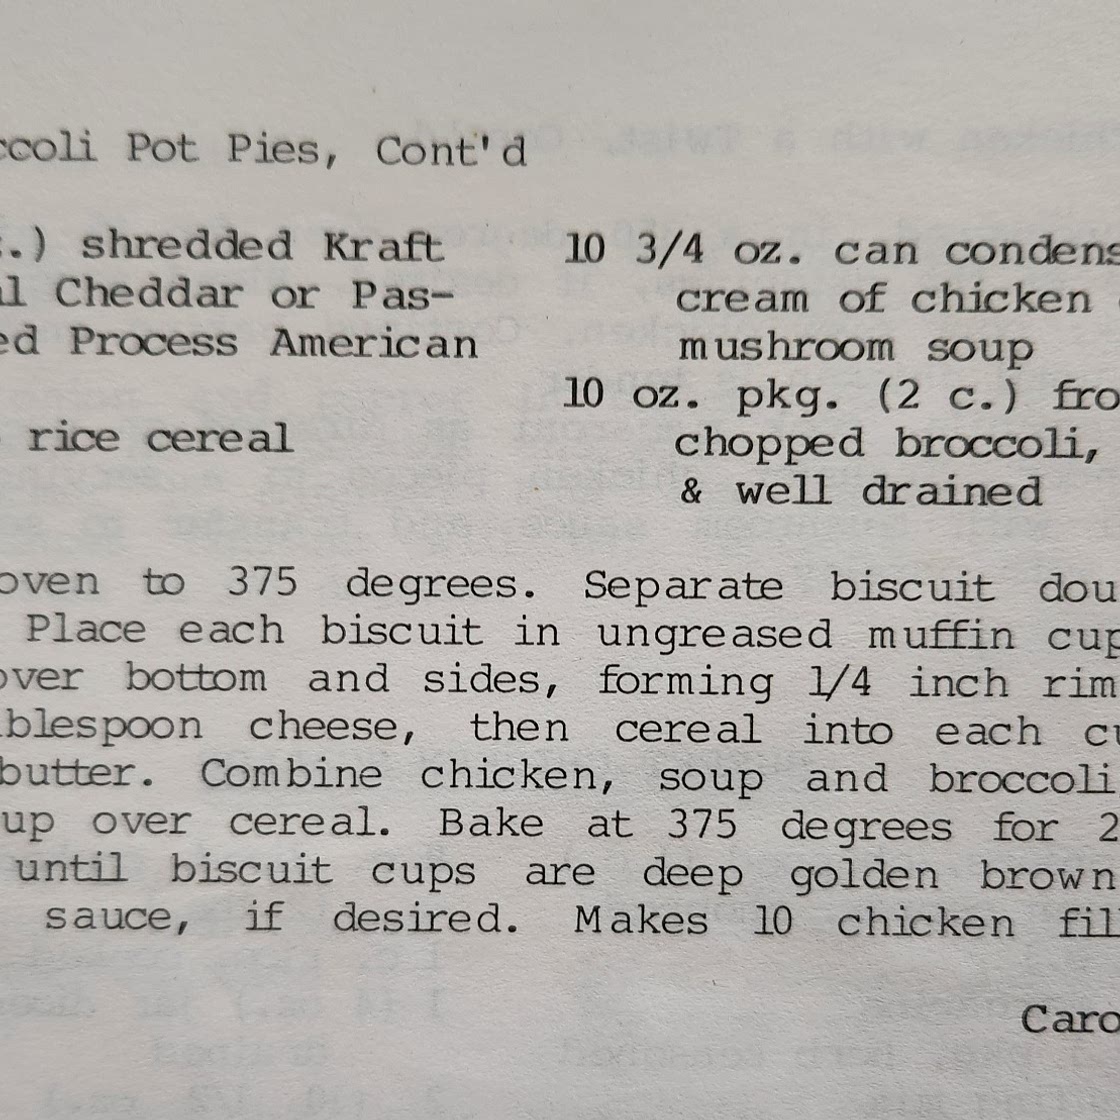 ccoli Pot Pies, Cont'd
c.) shredded Kraft
al Cheddar or Pas-
ed Process American
rice cereal
10 3/4 oz. can condens
cream of chicken
mushroom soup
10 oz. pkg. (2 c.) fro
chopped broccoli,
& well drained
oven to 375 degrees. Separate biscuit dou
Place each biscuit in ungreased muffin cup
over bottom and sides, forming 1/4 inch rim
blespoon cheese, then cereal into each cu
butter. Combine chicken, soup and broccoli
up over cereal. Bake at 375 degrees for 2
until biscuit cups are deep golden brown
sauce, if desired. Makes 10 chicken fil
Caro